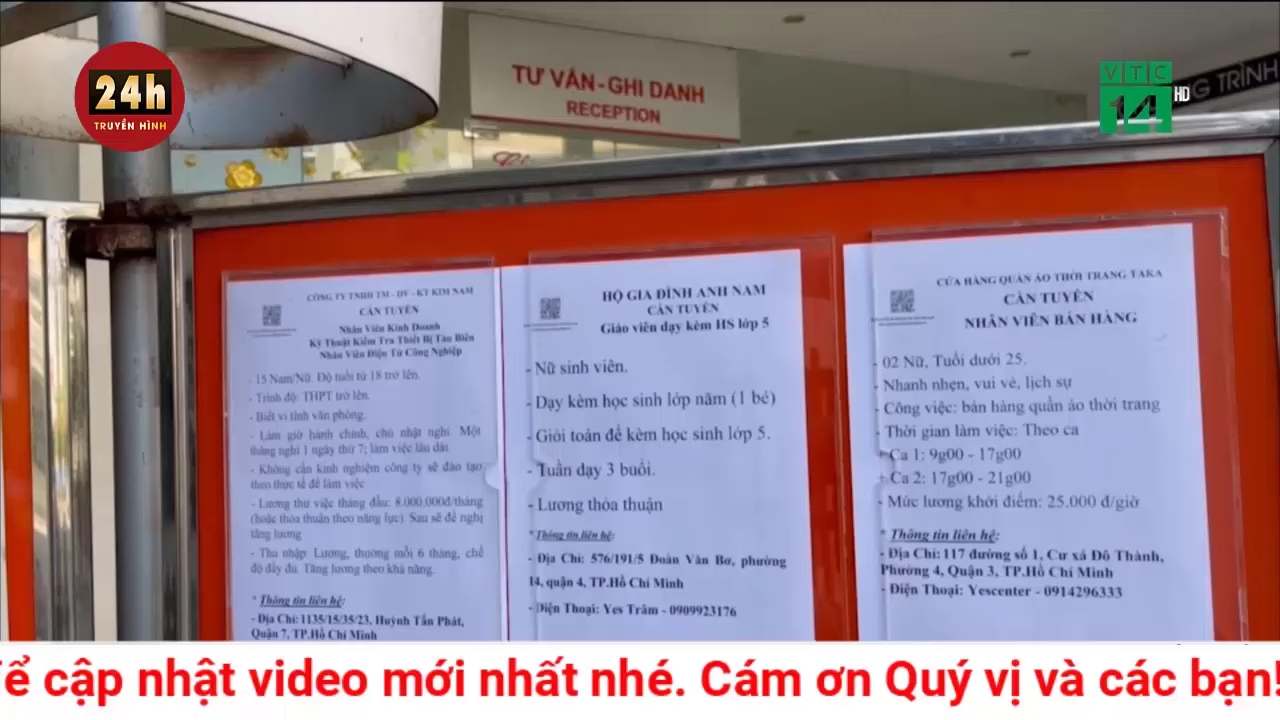 24h
TRUYỀN HÌNH
TƯ VẤN - GHI DANH
RECEPTION
VTC
14
HD
NG TRÌNH
CÔNG TY TNHH TM - DV - KT KIM NAM
CẦN TUYỂN
Nhân Viên Kinh Doanh
Kỹ Thuật Kiểm Tra Thiết Bị Tàu Biển
Nhân Viên Điện Tử Công Nghiệp
- 15 Nam/Nữ. Độ tuổi từ 18 trở lên.
- Trình độ: THPT trở lên.
- Biết vi tính văn phòng.
- Làm giờ hành chính, chủ nhật nghỉ. Một
tháng nghỉ 1 ngày thứ 7; làm việc lâu dài.
- Không cần kinh nghiệm công ty sẽ đào tạo
theo thực tế để làm việc
- Lương thử việc tháng đầu: 8.000.000đ/tháng
(hoặc thỏa thuận theo năng lực). Sau sẽ đề nghị
tăng lương
- Thu nhập: Lương, thưởng mỗi 6 tháng, chế
độ đầy đủ. Tăng lương theo khả năng.
* Thông tin liên hệ:
- Địa Chỉ: 1135/15/35/23, Huỳnh Tấn Phát,
Quận 7, TP.Hồ Chí Minh
HỘ GIA ĐÌNH ANH NAM
CẦN TUYỂN
Giáo viên dạy kèm HS lớp 5
- Nữ sinh viên.
- Dạy kèm học sinh lớp năm (1 bé)
- Giỏi toán để kèm học sinh lớp 5.
- Tuần dạy 3 buổi.
- Lương thỏa thuận
* Thông tin liên hệ:
- Địa Chỉ: 576/191/5 Đoàn Văn Bơ, phường
14, quận 4, TP.Hồ Chí Minh
- Điện Thoại: Yes Trâm - 0909923176
CỬA HÀNG QUẦN ÁO THỜI TRANG TAKA
CẦN TUYỂN
NHÂN VIÊN BÁN HÀNG
- 02 Nữ, Tuổi dưới 25.
- Nhanh nhẹn, vui vẻ, lịch sự
- Công việc: bán hàng quần áo thời trang
- Thời gian làm việc: Theo ca
+ Ca 1: 9g00 - 17g00
+ Ca 2: 17g00 - 21g00
- Mức lương khởi điểm: 25.000 đ/giờ
* Thông tin liên hệ:
- Địa Chỉ: 117 đường số 1, Cư xá Đô Thành,
Phường 4, Quận 3, TP.Hồ Chí Minh
- Điện Thoại: Yescenter - 0914296333
ể cập nhật video mới nhất nhé. Cám ơn Quý vị và các bạn!